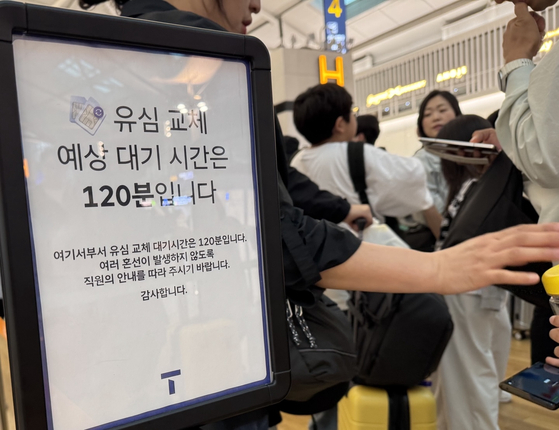 유심 교체
예상 대기 시간은
120분입니다
여기서부서 유심 교체 대기시간은 120분입니다.
여러 혼선이 발생하지 않도록
직원의 안내를 따라 주시기 바랍니다.
감사합니다.
T
4
H